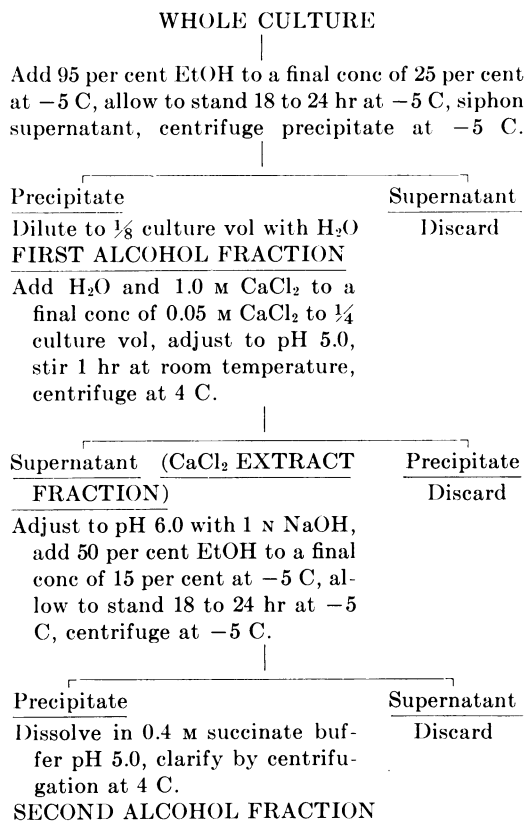 WHOLE CULTURE
Add 95 per cent EtOH to a final conc of 25 per cent
at −5 C, allow to stand 18 to 24 hr at −5 C, siphon
supernatant, centrifuge precipitate at −5 C.
Precipitate
Supernatant
Dilute to ⅛ culture vol with H₂O
Discard
FIRST ALCOHOL FRACTION
Add H₂O and 1.0 M CaCl₂ to a
final conc of 0.05 M CaCl₂ to ¼
culture vol, adjust to pH 5.0,
stir 1 hr at room temperature,
centrifuge at 4 C.
Supernatant (CaCl₂ EXTRACT
FRACTION)
Precipitate
Discard
Adjust to pH 6.0 with 1 N NaOH,
add 50 per cent EtOH to a final
conc of 15 per cent at −5 C, al-
low to stand 18 to 24 hr at −5
C, centrifuge at −5 C.
Precipitate
Supernatant
Dissolve in 0.4 M succinate buf-
Discard
fer pH 5.0, clarify by centrifu-
gation at 4 C.
SECOND ALCOHOL FRACTION